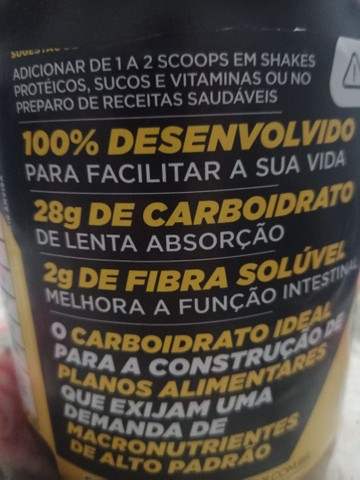 ADICIONAR DE 1 A 2 SCOOPS EM SHAKES
PROTÉICOS, SUCOS E VITAMINAS OU NO
PREPARO DE RECEITAS SAUDÁVEIS
100% DESENVOLVIDO
PARA FACILITAR A SUA VIDA
28g DE CARBOIDRATO
DE LENTA ABSORÇÃO
2g DE FIBRA SOLÚVEL
MELHORA A FUNÇÃO INTESTINAL
O CARBOIDRATO IDEAL
PARA A CONSTRUÇÃO DE
PLANOS ALIMENTARES
QUE EXIJAM UMA
DEMANDA DE
MACRONUTRIENTES
DE ALTO PADRÃO